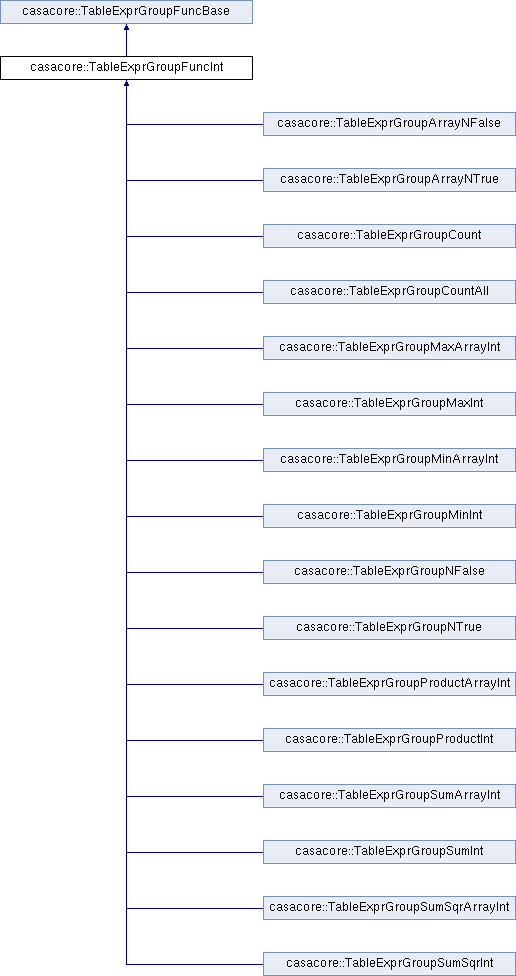 casacore::TableExprGroupFuncBase
casacore::TableExprGroupFuncInt
casacore::TableExprGroupArrayNFalse
casacore::TableExprGroupArrayNTrue
casacore::TableExprGroupCount
casacore::TableExprGroupCountAll
casacore::TableExprGroupMaxArrayInt
casacore::TableExprGroupMaxInt
casacore::TableExprGroupMinArrayInt
casacore::TableExprGroupMinInt
casacore::TableExprGroupNFalse
casacore::TableExprGroupNTrue
casacore::TableExprGroupProductArrayInt
casacore::TableExprGroupProductInt
casacore::TableExprGroupSumArrayInt
casacore::TableExprGroupSumInt
casacore::TableExprGroupSumSqrArrayInt
casacore::TableExprGroupSumSqrInt